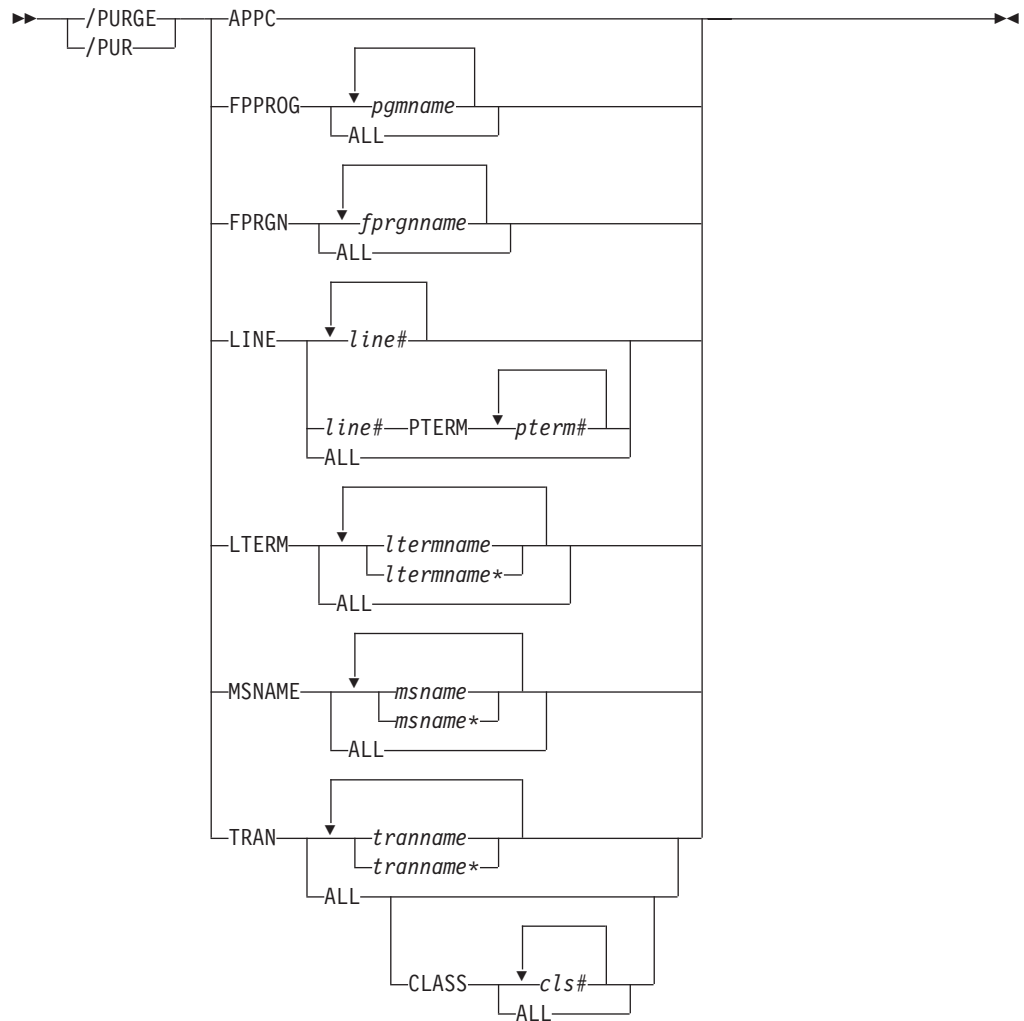 /PURGE APPC
/PUR
FPPROG pgmname
ALL
FPRGN fprgnname
ALL
LINE line#
line# PTERM pterm#
ALL
LTERM ltermname
ltermname*
ALL
MSNAME msname
msname*
ALL
TRAN tranname
tranname*
ALL
CLASS cls#
ALL